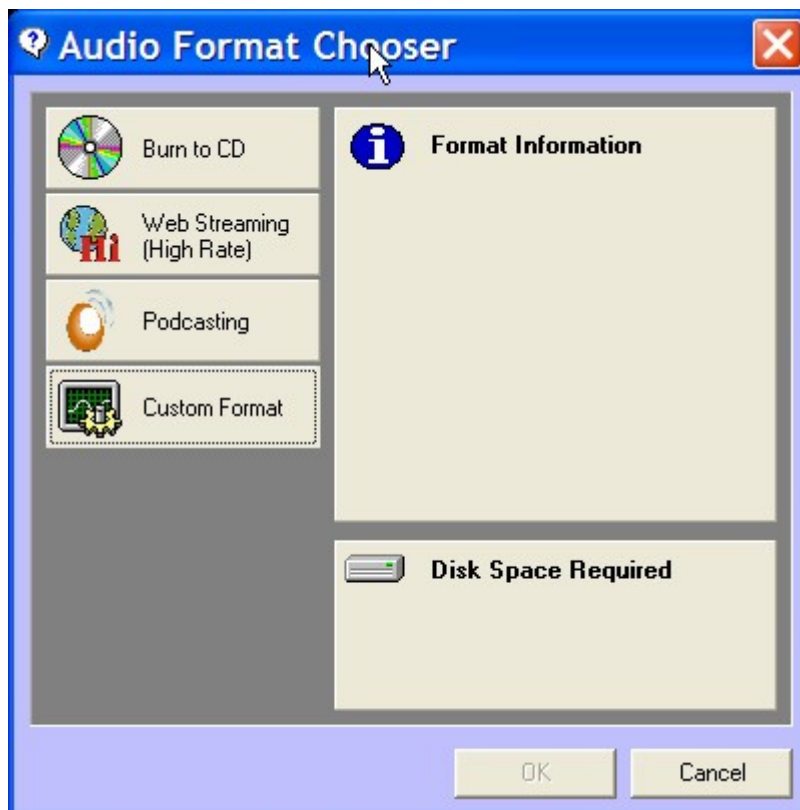 Audio Format Chooser
Burn to CD
Web Streaming
(High Rate)
Podcasting
Custom Format
Format Information
Disk Space Required
OK
Cancel